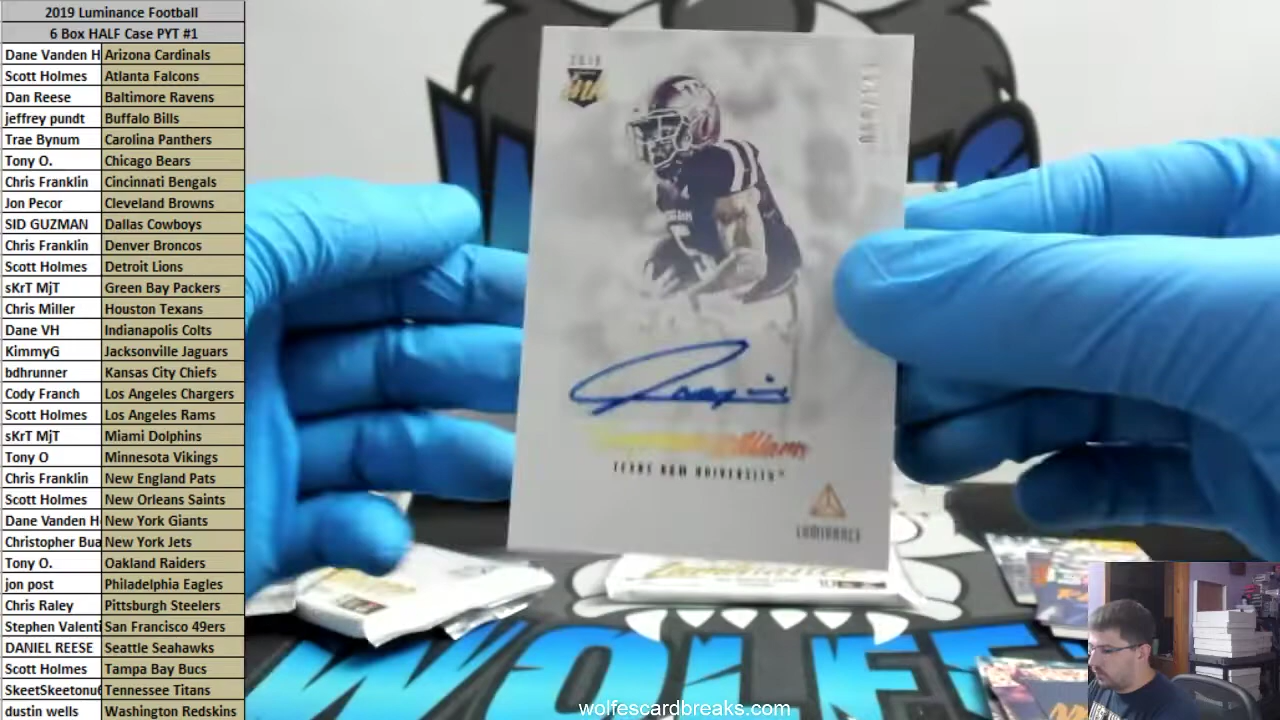 2019 Luminance Football
6 Box HALF Case PYT #1
Dane Vanden H Arizona Cardinals
Scott Holmes Atlanta Falcons
Dan Reese Baltimore Ravens
jeffrey pundt Buffalo Bills
Trae Bynum Carolina Panthers
Tony O. Chicago Bears
Chris Franklin Cincinnati Bengals
Jon Pecor Cleveland Browns
SID GUZMAN Dallas Cowboys
Chris Franklin Denver Broncos
Scott Holmes Detroit Lions
sKrT MjT Green Bay Packers
Chris Miller Houston Texans
Dane VH Indianapolis Colts
KimmyG Jacksonville Jaguars
bdhrunner Kansas City Chiefs
Cody Franch Los Angeles Chargers
Scott Holmes Los Angeles Rams
sKrT MjT Miami Dolphins
Tony O Minnesota Vikings
Chris Franklin New England Pats
Scott Holmes New Orleans Saints
Dane Vanden H New York Giants
Christopher Bua New York Jets
Tony O. Oakland Raiders
jon post Philadelphia Eagles
Chris Raley Pittsburgh Steelers
Stephen Valenti San Francisco 49ers
DANIEL REESE Seattle Seahawks
Scott Holmes Tampa Bay Bucs
SkeetSkeetonu Tennessee Titans
dustin wells Washington Redskins
Williams
TEXAS A&M UNIVERSITY
LUMINANCE
WOLFE
wolfescardbreaks.com